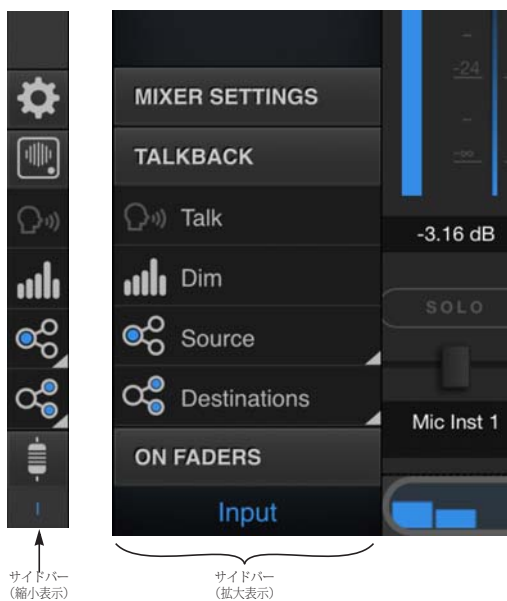 MIXER SETTINGS
TALKBACK
Talk
Dim
Source
Destinations
ON FADERS
Input
-
-24
-
-∞
-3.16 dB
SOLO
Mic Inst 1
I
サイドバー
（縮小表示）
サイドバー
（拡大表示）